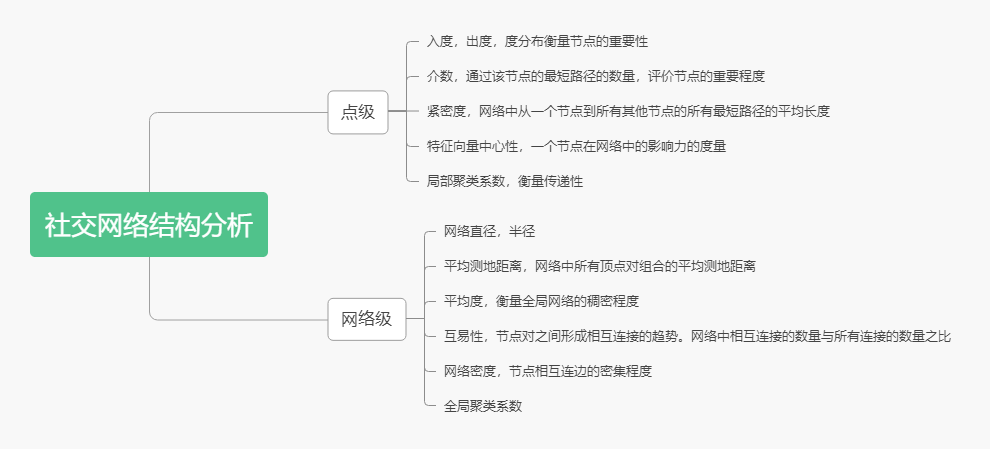 社交网络结构分析
点级
入度，出度，度分布衡量节点的重要性
介数，通过该节点的最短路径的数量，评价节点的重要程度
紧密度，网络中从一个节点到所有其他节点的所有最短路径的平均长度
特征向量中心性，一个节点在网络中的影响力的度量
局部聚类系数，衡量传递性
网络级
网络直径，半径
平均测地距离，网络中所有顶点对组合的平均测地距离
平均度，衡量全局网络的稠密程度
互易性，节点对之间形成相互连接的趋势。网络中相互连接的数量与所有连接的数量之比
网络密度，节点相互连边的密集程度
全局聚类系数